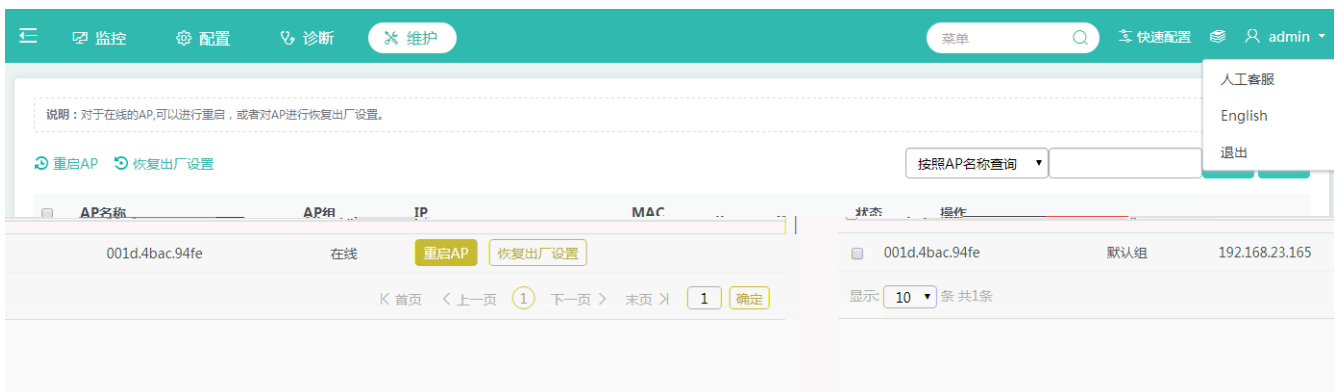 监控 配置 诊断 维护 菜单 快速配置 admin
人工客服
English
退出
说明：对于在线的AP,可以进行重启，或者对AP进行恢复出厂设置。
重启AP 恢复出厂设置 按照AP名称查询
AP名称 AP组 IP MAC 状态 操作
001d.4bac.94fe 在线 重启AP 恢复出厂设置
001d.4bac.94fe 默认组 192.168.23.165
K 首页 〈 上一页 1 下一页 〉 末页 1 确定
显示: 10 条 共1条